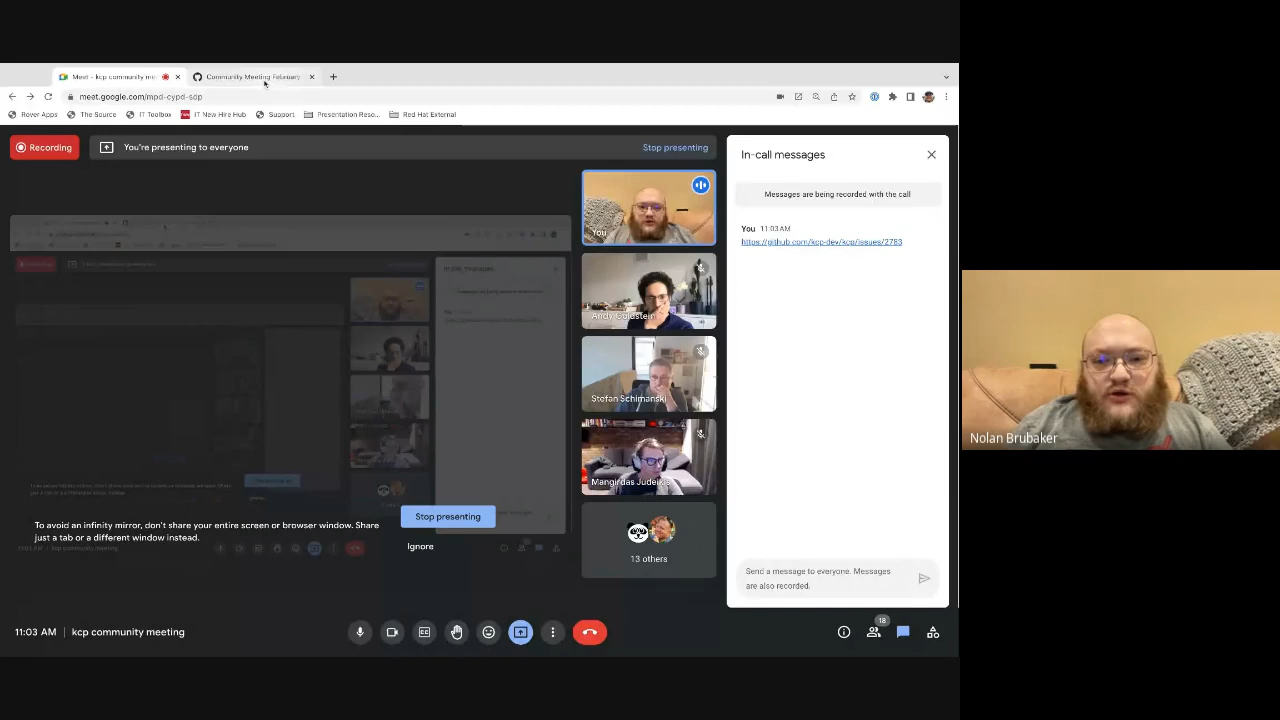 Meet - kcp community me
Community Meeting February
meet.google.com/mpd-cypd-sdp
Rover Apps
The Source
IT Toolbox
IT New Hire Hub
Support
Presentation Reso...
Red Hat External
Recording
You're presenting to everyone
Stop presenting
In-call messages
Messages are being recorded with the call
You 11:03 AM
https://github.com/kcp-dev/kcp/issues/2783
You
Andy Goldstein
Stefan Schimanski
Mangirdas Judeikis
13 others
To avoid an infinity mirror, don't share your entire screen or browser window. Share
just a tab or a different window instead.
Stop presenting
Ignore
Send a message to everyone. Messages
are also recorded.
11:03 AM | kcp community meeting
18
Nolan Brubaker